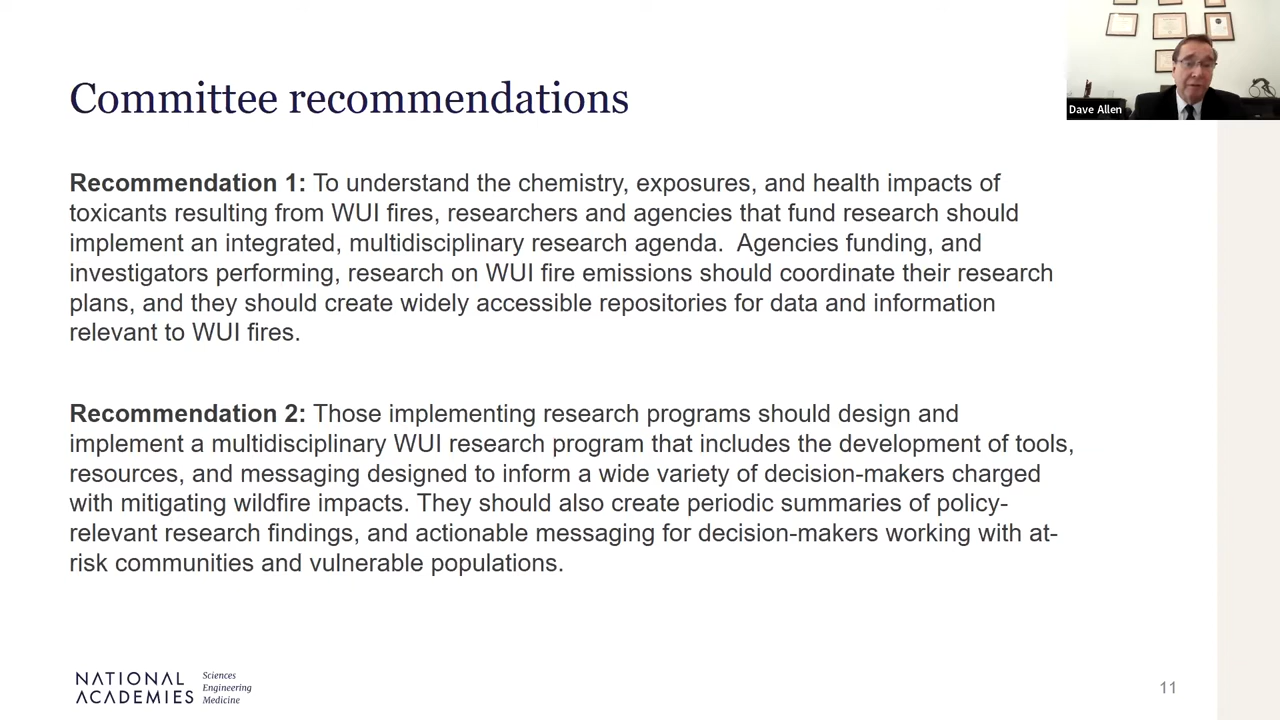 Committee recommendations
Dave Allen
Recommendation 1: To understand the chemistry, exposures, and health impacts of
toxicants resulting from WUI fires, researchers and agencies that fund research should
implement an integrated, multidisciplinary research agenda.  Agencies funding, and
investigators performing, research on WUI fire emissions should coordinate their research
plans, and they should create widely accessible repositories for data and information
relevant to WUI fires.
Recommendation 2: Those implementing research programs should design and
implement a multidisciplinary WUI research program that includes the development of tools,
resources, and messaging designed to inform a wide variety of decision-makers charged
with mitigating wildfire impacts. They should also create periodic summaries of policy-
relevant research findings, and actionable messaging for decision-makers working with at-
risk communities and vulnerable populations.
NATIONAL
ACADEMIES
Sciences
Engineering
Medicine
11